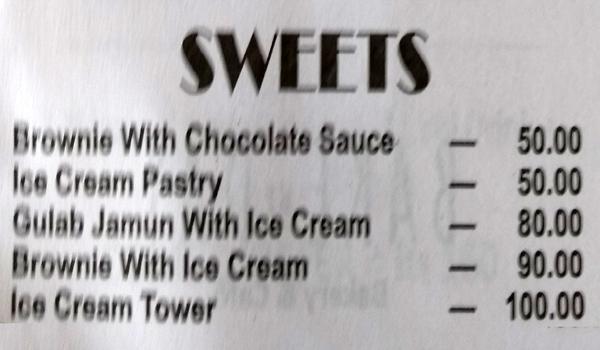 SWEETS
Brownie With Chocolate Sauce — 50.00
Ice Cream Pastry — 50.00
Gulab Jamun With Ice Cream — 80.00
Brownie With Ice Cream — 90.00
Ice Cream Tower — 100.00